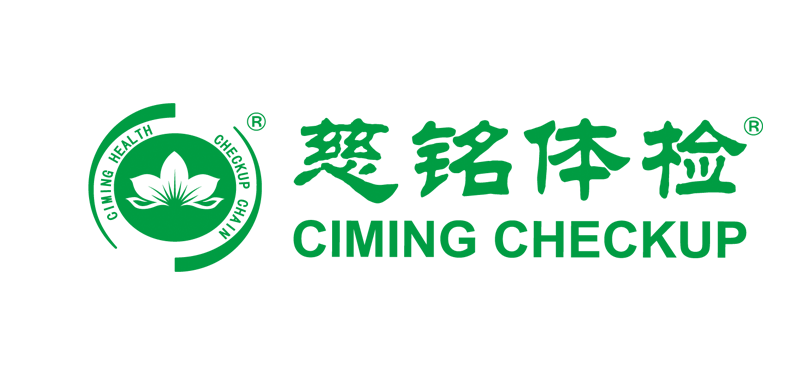 CIMING HEALTH
CHECKUP CHAIN
®
慈铭体检®
CIMING CHECKUP